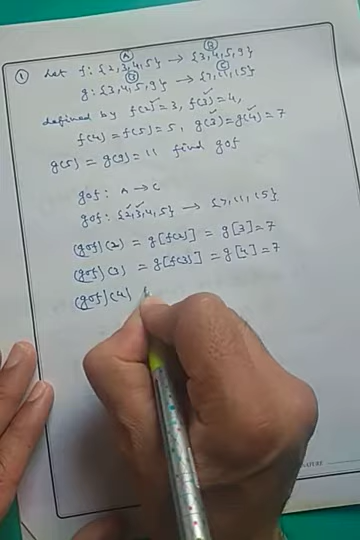 A B
① Let f: {2,3,4,5} → {3,4,5,9}
B C
g: {3,4,5,9} → {7,11,15}
defined by f(2)=3, f(3)=4,
f(4)=f(5)=5, g(3)=g(4)=7
g(5)=g(9)=11 find gof
gof: A → C
gof: {2,3,4,5} → {7,11,15}
(gof)(2) = g[f(2)] = g[3]=7
(gof)(3) = g[f(3)] = g[4]=7
(gof)(4)